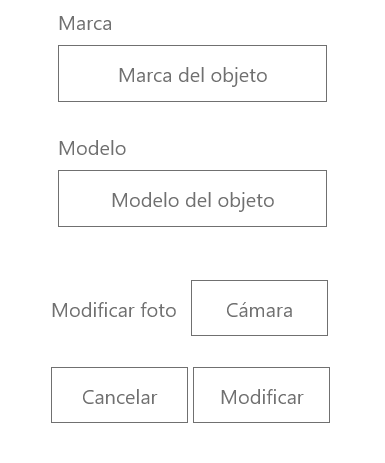 Marca
Marca del objeto
Modelo
Modelo del objeto
Modificar foto Cámara
Cancelar Modificar